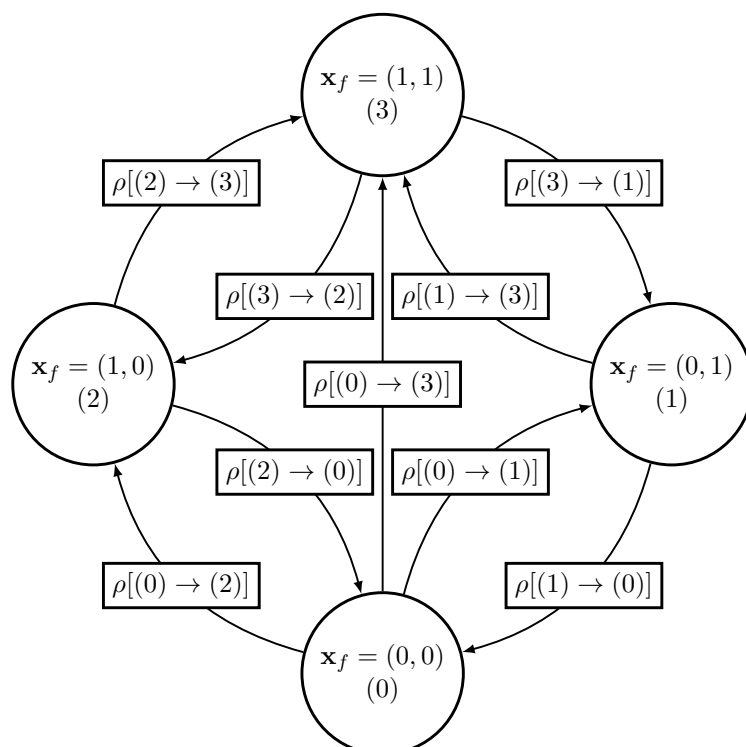 𝐱_f = (1, 1)
(3)
ρ[(2) → (3)]
ρ[(3) → (1)]
ρ[(3) → (2)]
ρ[(1) → (3)]
𝐱_f = (1, 0)
(2)
ρ[(0) → (3)]
𝐱_f = (0, 1)
(1)
ρ[(2) → (0)]
ρ[(0) → (1)]
ρ[(0) → (2)]
ρ[(1) → (0)]
𝐱_f = (0, 0)
(0)